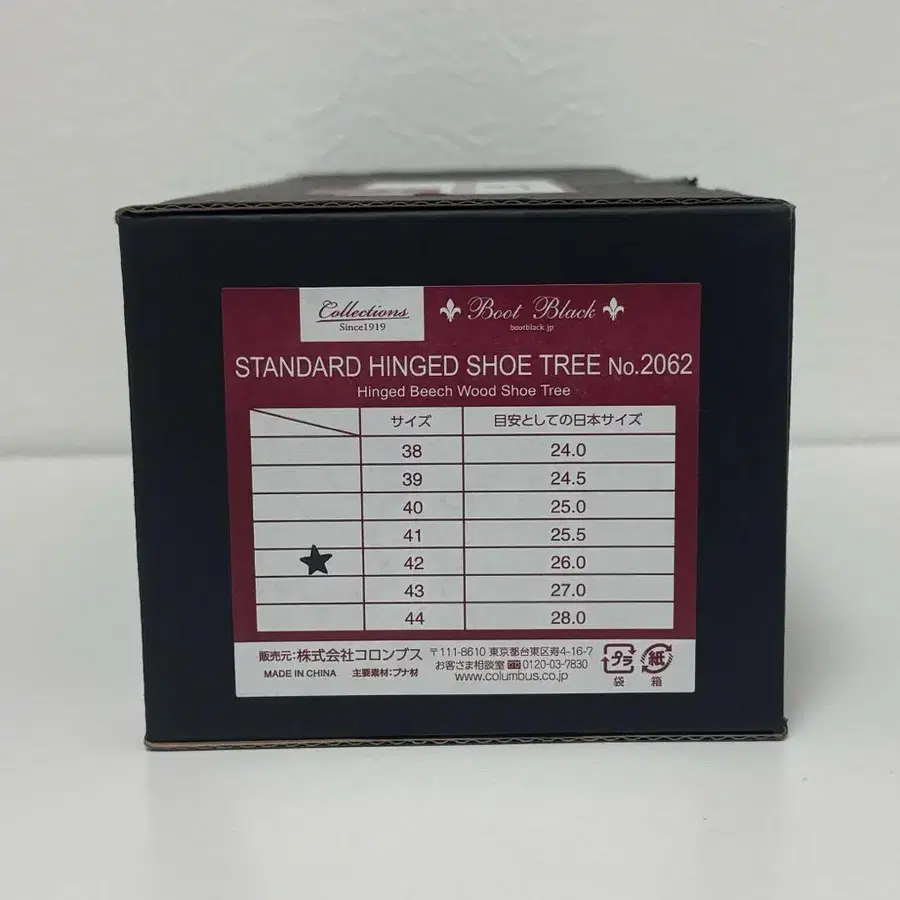 Collections
Since1919
Boot Black
bootblack.jp
STANDARD HINGED SHOE TREE No.2062
Hinged Beech Wood Shoe Tree
サイズ 目安としての日本サイズ
38 24.0
39 24.5
40 25.0
41 25.5
★ 42 26.0
43 27.0
44 28.0
販売元:株式会社コロンブス 〒111-8610 東京都台東区寿4-16-7
お客さま相談室 0120-03-7830
MADE IN CHINA 主要素材:ブナ材 www.columbus.co.jp
プラ 紙
袋 箱